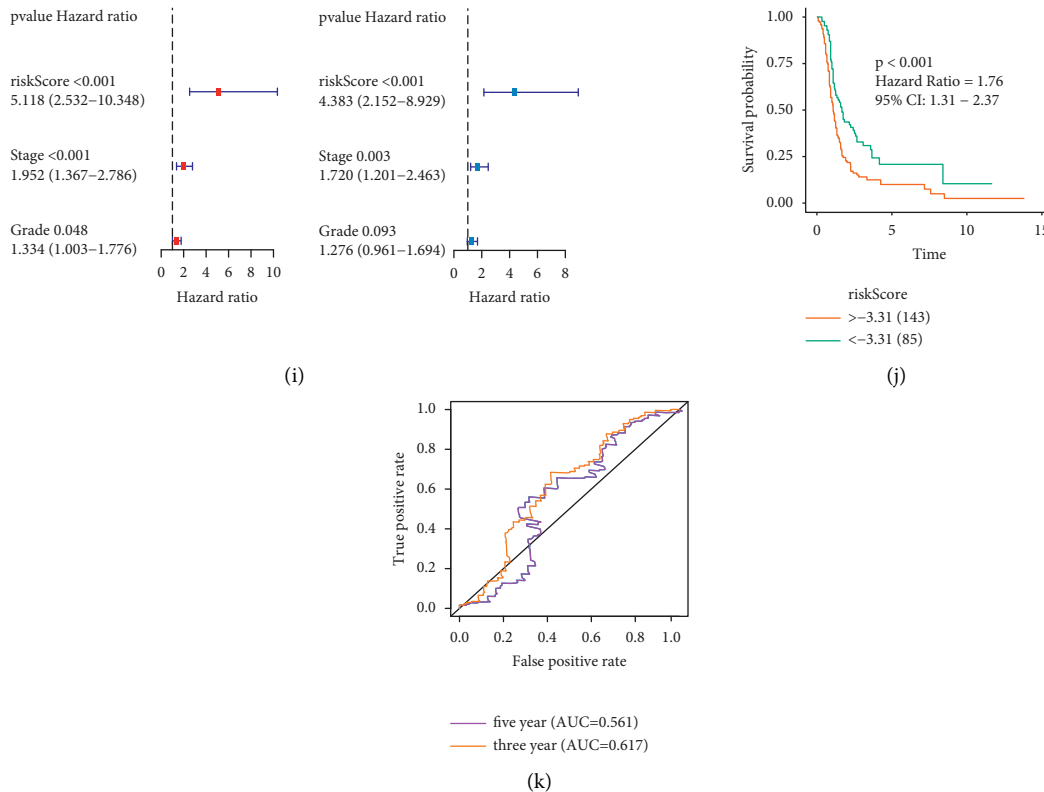 pvalue Hazard ratio
riskScore <0.001
5.118 (2.532−10.348)
Stage <0.001
1.952 (1.367−2.786)
Grade 0.048
1.334 (1.003−1.776)
0 2 4 6 8 10
Hazard ratio
pvalue Hazard ratio
riskScore <0.001
4.383 (2.152−8.929)
Stage 0.003
1.720 (1.201−2.463)
Grade 0.093
1.276 (0.961−1.694)
0 2 4 6 8
Hazard ratio
(i)
Survival probability
1.00
0.75
0.50
0.25
0.00
p < 0.001
Hazard Ratio = 1.76
95% CI: 1.31 − 2.37
0 5 10 15
Time
riskScore
>−3.31 (143)
<−3.31 (85)
(j)
True positive rate
1.0
0.8
0.6
0.4
0.2
0.0
0.0 0.2 0.4 0.6 0.8 1.0
False positive rate
five year (AUC=0.561)
three year (AUC=0.617)
(k)